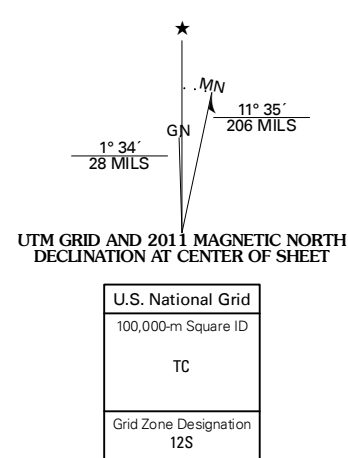 ★
MN
GN
11° 35´
206 MILS
1° 34´
28 MILS
UTM GRID AND 2011 MAGNETIC NORTH
DECLINATION AT CENTER OF SHEET
U.S. National Grid
100,000-m Square ID
TC
Grid Zone Designation
12S